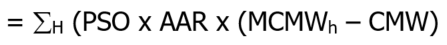 = ∑H (PSO x AAR x (MCMWh – CMW)